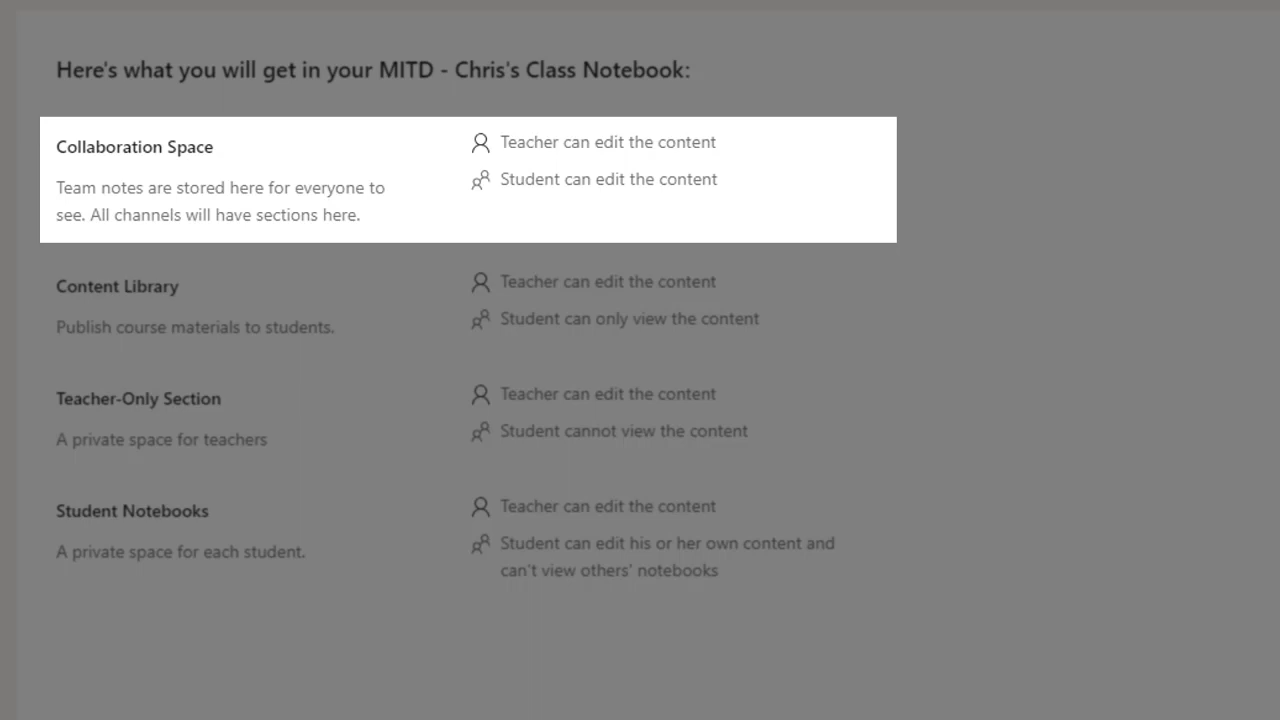 Here's what you will get in your MITD - Chris's Class Notebook:
Collaboration Space
Team notes are stored here for everyone to
see. All channels will have sections here.
Teacher can edit the content
Student can edit the content
Content Library
Publish course materials to students.
Teacher can edit the content
Student can only view the content
Teacher-Only Section
A private space for teachers
Teacher can edit the content
Student cannot view the content
Student Notebooks
A private space for each student.
Teacher can edit the content
Student can edit his or her own content and
can't view others' notebooks